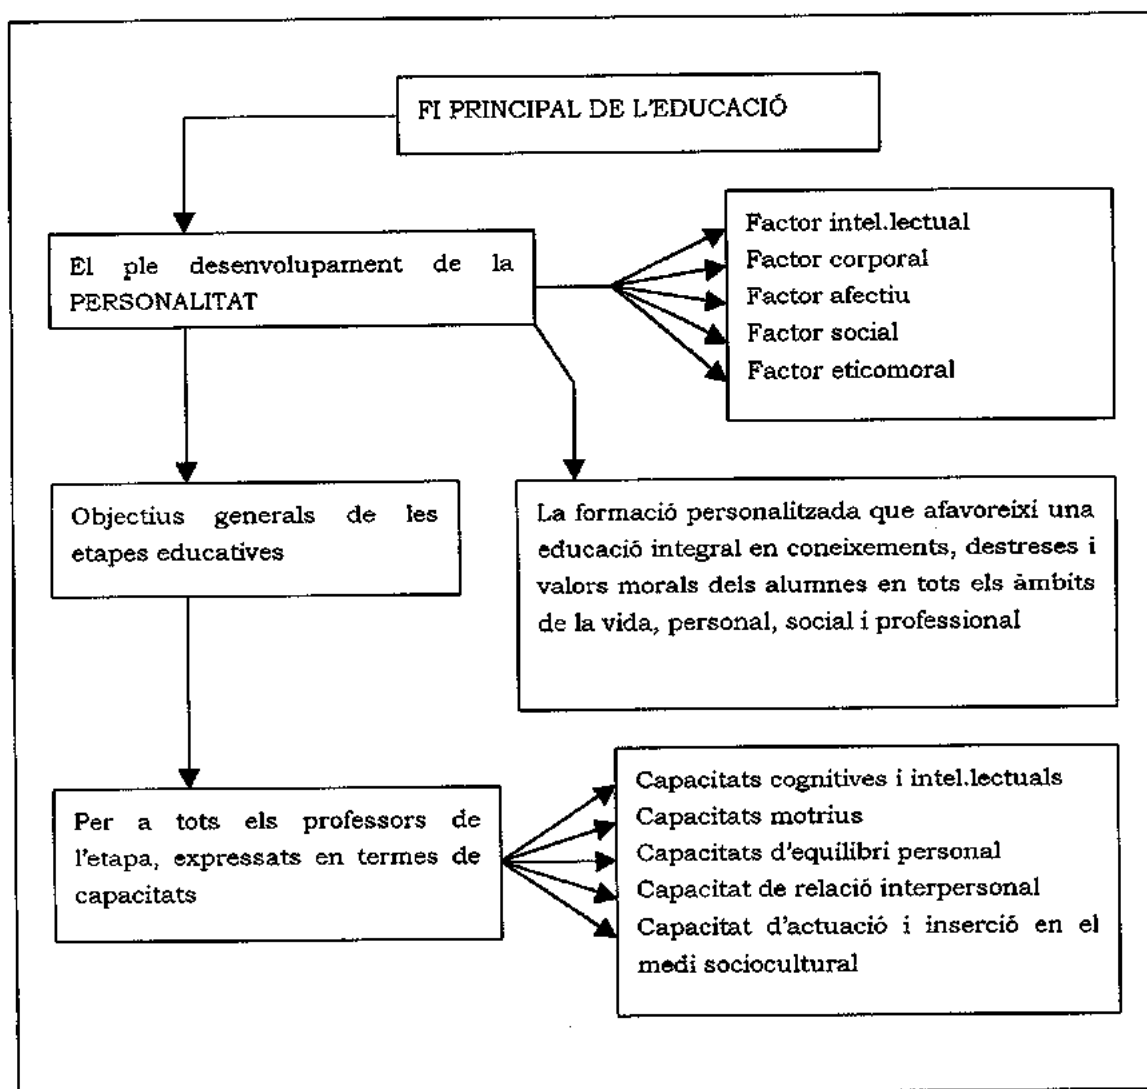 FI PRINCIPAL DE L'EDUCACIÓ
El ple desenvolupament de la
PERSONALITAT
Factor intel.lectual
Factor corporal
Factor afectiu
Factor social
Factor eticomoral
Objectius generals de les
etapes educatives
La formació personalitzada que afavoreixí una
educació integral en coneixements, destreses i
valors morals dels alumnes en tots els àmbits
de la vida, personal, social i professional
Per a tots els professors de
l'etapa, expressats en termes de
capacitats
Capacitats cognitives i intel.lectuals
Capacitats motrius
Capacitats d'equilibri personal
Capacitat de relació interpersonal
Capacitat d'actuació i inserció en el
medi sociocultural